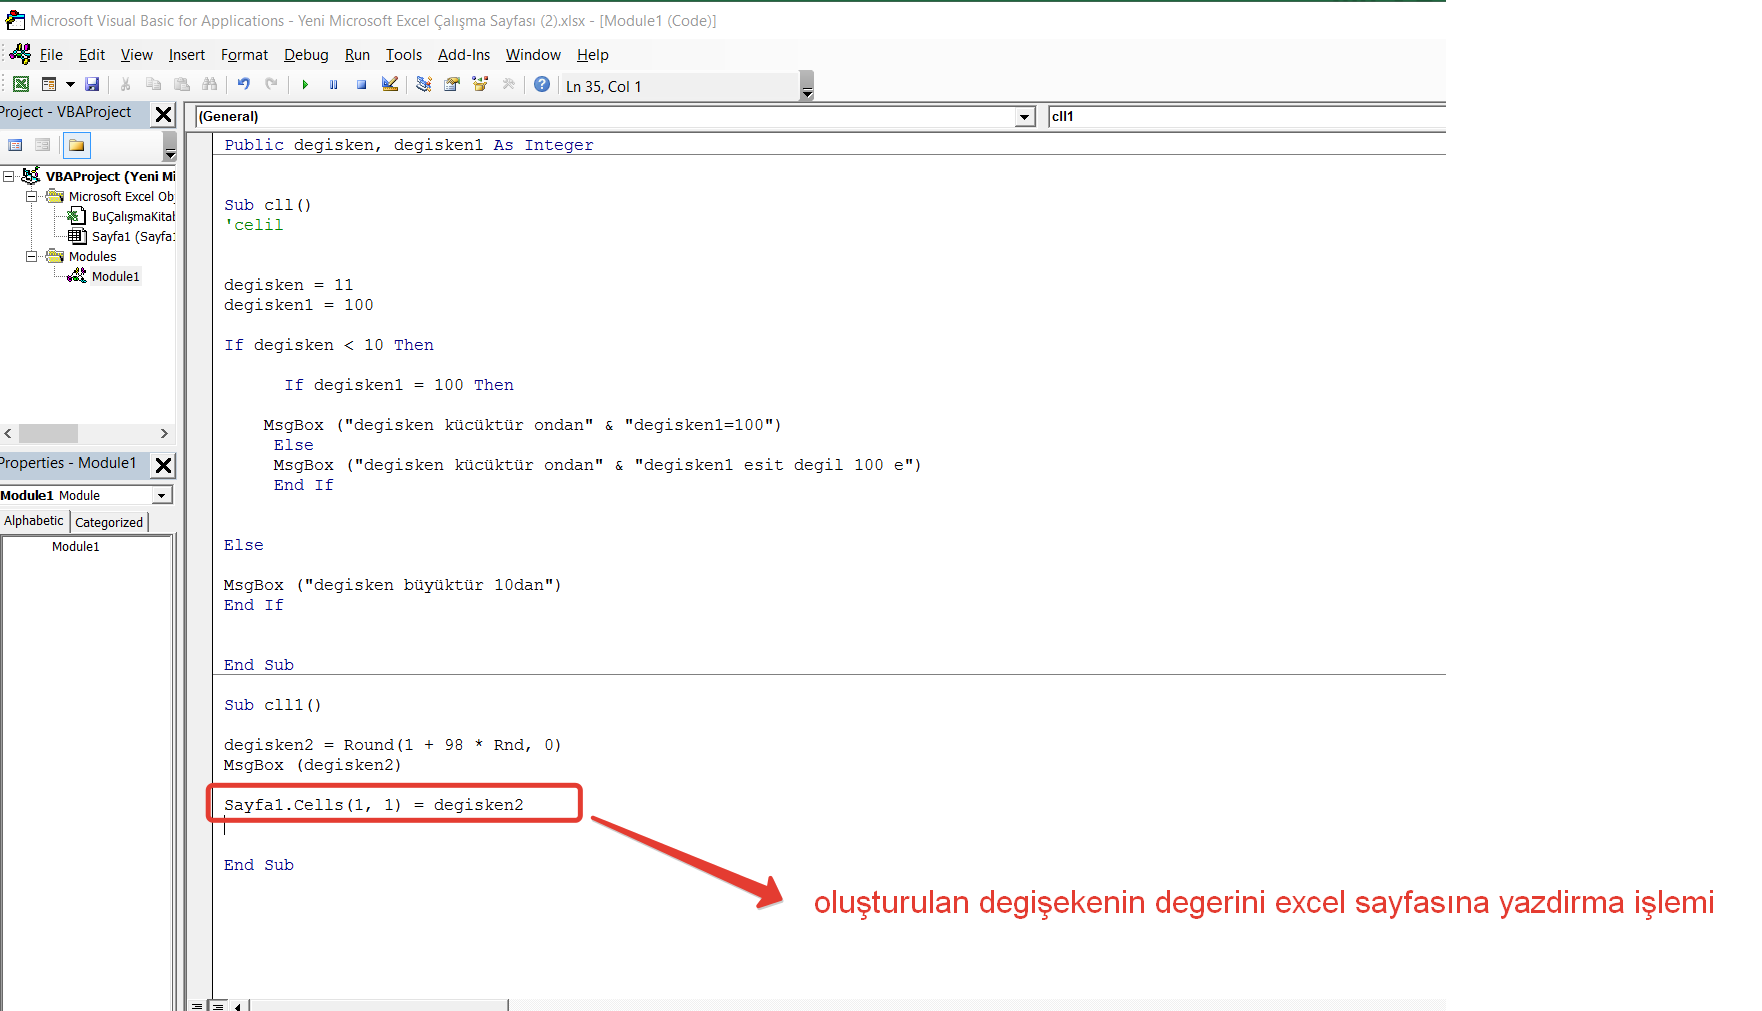 Microsoft Visual Basic for Applications - Yeni Microsoft Excel Çalışma Sayfası (2).xlsx - [Module1 (Code)]
File Edit View Insert Format Debug Run Tools Add-Ins Window Help
Ln 35, Col 1
Project - VBAProject
VBAProject (Yeni Mi
Microsoft Excel Ob
BuÇalışmaKitab
Sayfa1 (Sayfa1
Modules
Module1
Properties - Module1
Module1 Module
Alphabetic Categorized
Module1
(General) cll1
Public degisken, degisken1 As Integer
Sub cll()
'celil
degisken = 11
degisken1 = 100
If degisken < 10 Then
If degisken1 = 100 Then
MsgBox ("degisken kücüktür ondan" & "degisken1=100")
Else
MsgBox ("degisken kücüktür ondan" & "degisken1 esit degil 100 e")
End If
Else
MsgBox ("degisken büyüktür 10dan")
End If
End Sub
Sub cll1()
degisken2 = Round(1 + 98 * Rnd, 0)
MsgBox (degisken2)
Sayfa1.Cells(1, 1) = degisken2
End Sub
oluşturulan degişekenin degerini excel sayfasına yazdirma işlemi